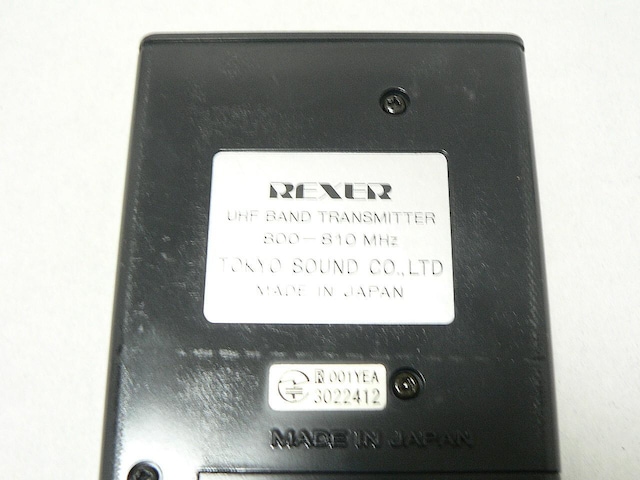 REXER
UHF BAND TRANSMITTER
800-810 MHz
TOKYO SOUND CO.,LTD
MADE IN JAPAN
R 001YEA
3022412
MADE IN JAPAN